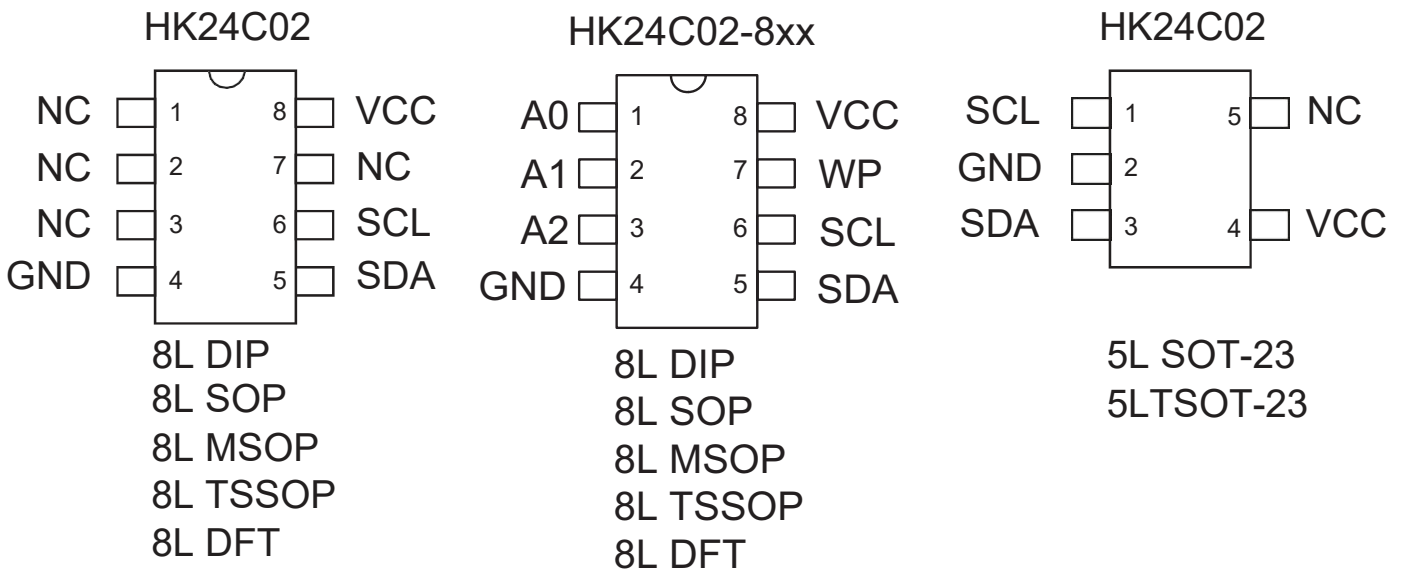 HK24C02
NC 1 8 VCC
NC 2 7 NC
NC 3 6 SCL
GND 4 5 SDA
8L DIP
8L SOP
8L MSOP
8L TSSOP
8L DFT
HK24C02-8xx
A0 1 8 VCC
A1 2 7 WP
A2 3 6 SCL
GND 4 5 SDA
8L DIP
8L SOP
8L MSOP
8L TSSOP
8L DFT
HK24C02
SCL 1 5 NC
GND 2
SDA 3 4 VCC
5L SOT-23
5LTSOT-23